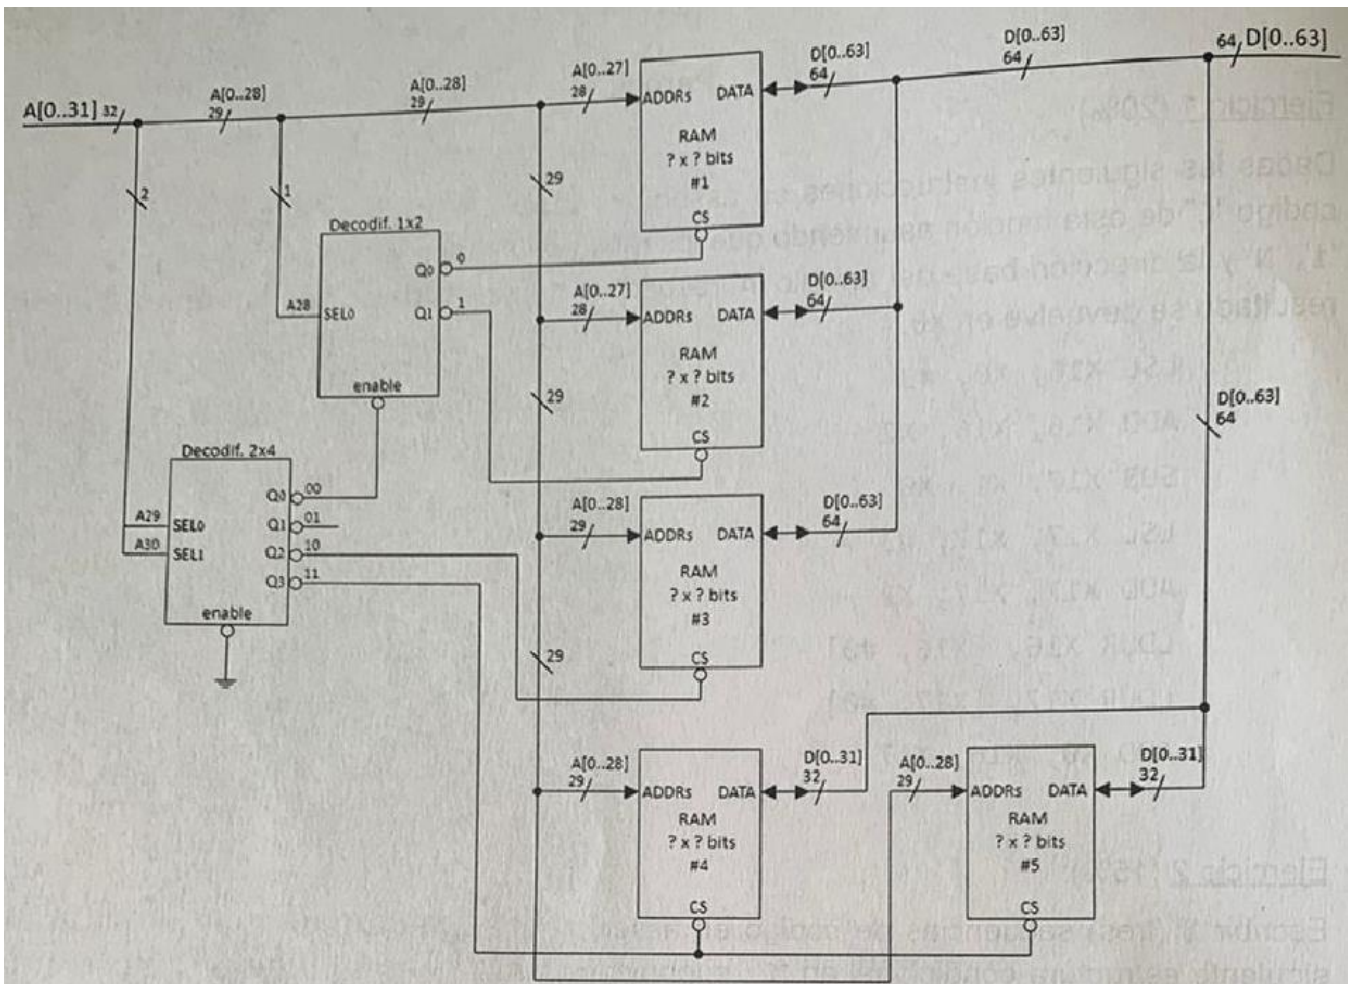 A[0..31] 32
A[0..28]
29
A[0..28]
29
A[0..27]
28
ADDRs DATA
RAM
? x ? bits
#1
CS
D[0..63]
64
D[0..63]
64
64 D[0..63]
2
1
29
Decodif. 1x2
Q0 0
A28 SEL0 Q1 1
enable
A[0..27]
28
ADDRs DATA
RAM
? x ? bits
#2
CS
D[0..63]
64
29
D[0..63]
64
Decodif. 2x4
Q0 00
A29 SEL0 Q1 01
A30 SEL1 Q2 10
Q3 11
enable
A[0..28]
29
ADDRs DATA
RAM
? x ? bits
#3
CS
D[0..63]
64
29
A[0..28]
29
ADDRs DATA
RAM
? x ? bits
#4
CS
D[0..31]
32
A[0..28]
29
ADDRs DATA
RAM
? x ? bits
#5
CS
D[0..31]
32